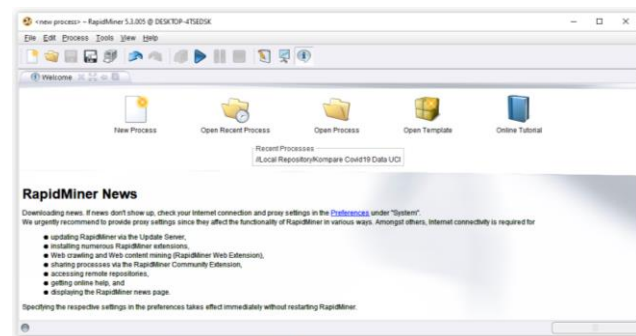 <new process> – RapidMiner 5.3.005 @ DESKTOP-4TSEDSK
File Edit Process Tools View Help
Welcome
New Process Open Recent Process Open Process Open Template Online Tutorial
Recent Processes
//Local Repository/Kompare Covid19 Data UCI
RapidMiner News
Downloading news. If news don't show up, check your Internet connection and proxy settings in the Preferences under "System".
We urgently recommend to provide proxy settings since they affect the functionality of RapidMiner in various ways. Amongst others, Internet connectivity is required for
● updating RapidMiner via the Update Server,
● installing numerous RapidMiner extensions,
● Web crawling and Web content mining (RapidMiner Web Extension),
● sharing processes via the RapidMiner Community Extension,
● accessing remote repositories,
● getting online help, and
● displaying the RapidMiner news page.
Specifying the respective settings in the preferences takes effect immediately without restarting RapidMiner.